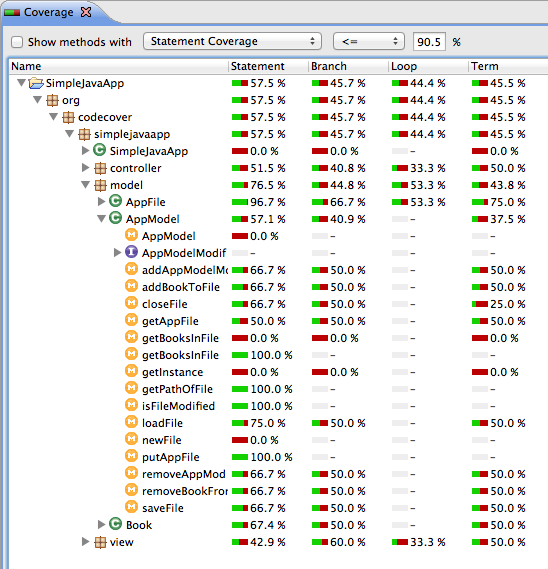 Coverage
Show methods with Statement Coverage <= 90.5 %
Name Statement Branch Loop Term
SimpleJavaApp 57.5 % 45.7 % 44.4 % 45.5 %
org 57.5 % 45.7 % 44.4 % 45.5 %
codecover 57.5 % 45.7 % 44.4 % 45.5 %
simplejavaapp 57.5 % 45.7 % 44.4 % 45.5 %
C SimpleJavaApp 0.0 % 0.0 % – 0.0 %
controller 51.5 % 40.8 % 33.3 % 50.0 %
model 76.5 % 44.8 % 53.3 % 43.8 %
C AppFile 96.7 % 66.7 % 53.3 % 75.0 %
C AppModel 57.1 % 40.9 % – 37.5 %
M AppModel 0.0 % – – –
I AppModelModif – – – –
M addAppModelMo 66.7 % 50.0 % – 50.0 %
M addBookToFile 66.7 % 50.0 % – 50.0 %
M closeFile 66.7 % 50.0 % – 25.0 %
M getAppFile 50.0 % 50.0 % – 50.0 %
M getBooksInFile 0.0 % 0.0 % – 0.0 %
M getBooksInFile 100.0 % – – –
M getInstance 0.0 % 0.0 % – 0.0 %
M getPathOfFile 100.0 % – – –
M isFileModified 100.0 % – – –
M loadFile 75.0 % 50.0 % – 50.0 %
M newFile 0.0 % – – –
M putAppFile 100.0 % – – –
M removeAppMod 66.7 % 50.0 % – 50.0 %
M removeBookFror 66.7 % 50.0 % – 50.0 %
M saveFile 66.7 % 50.0 % – 50.0 %
C Book 67.4 % 50.0 % – 50.0 %
view 42.9 % 60.0 % 33.3 % 50.0 %